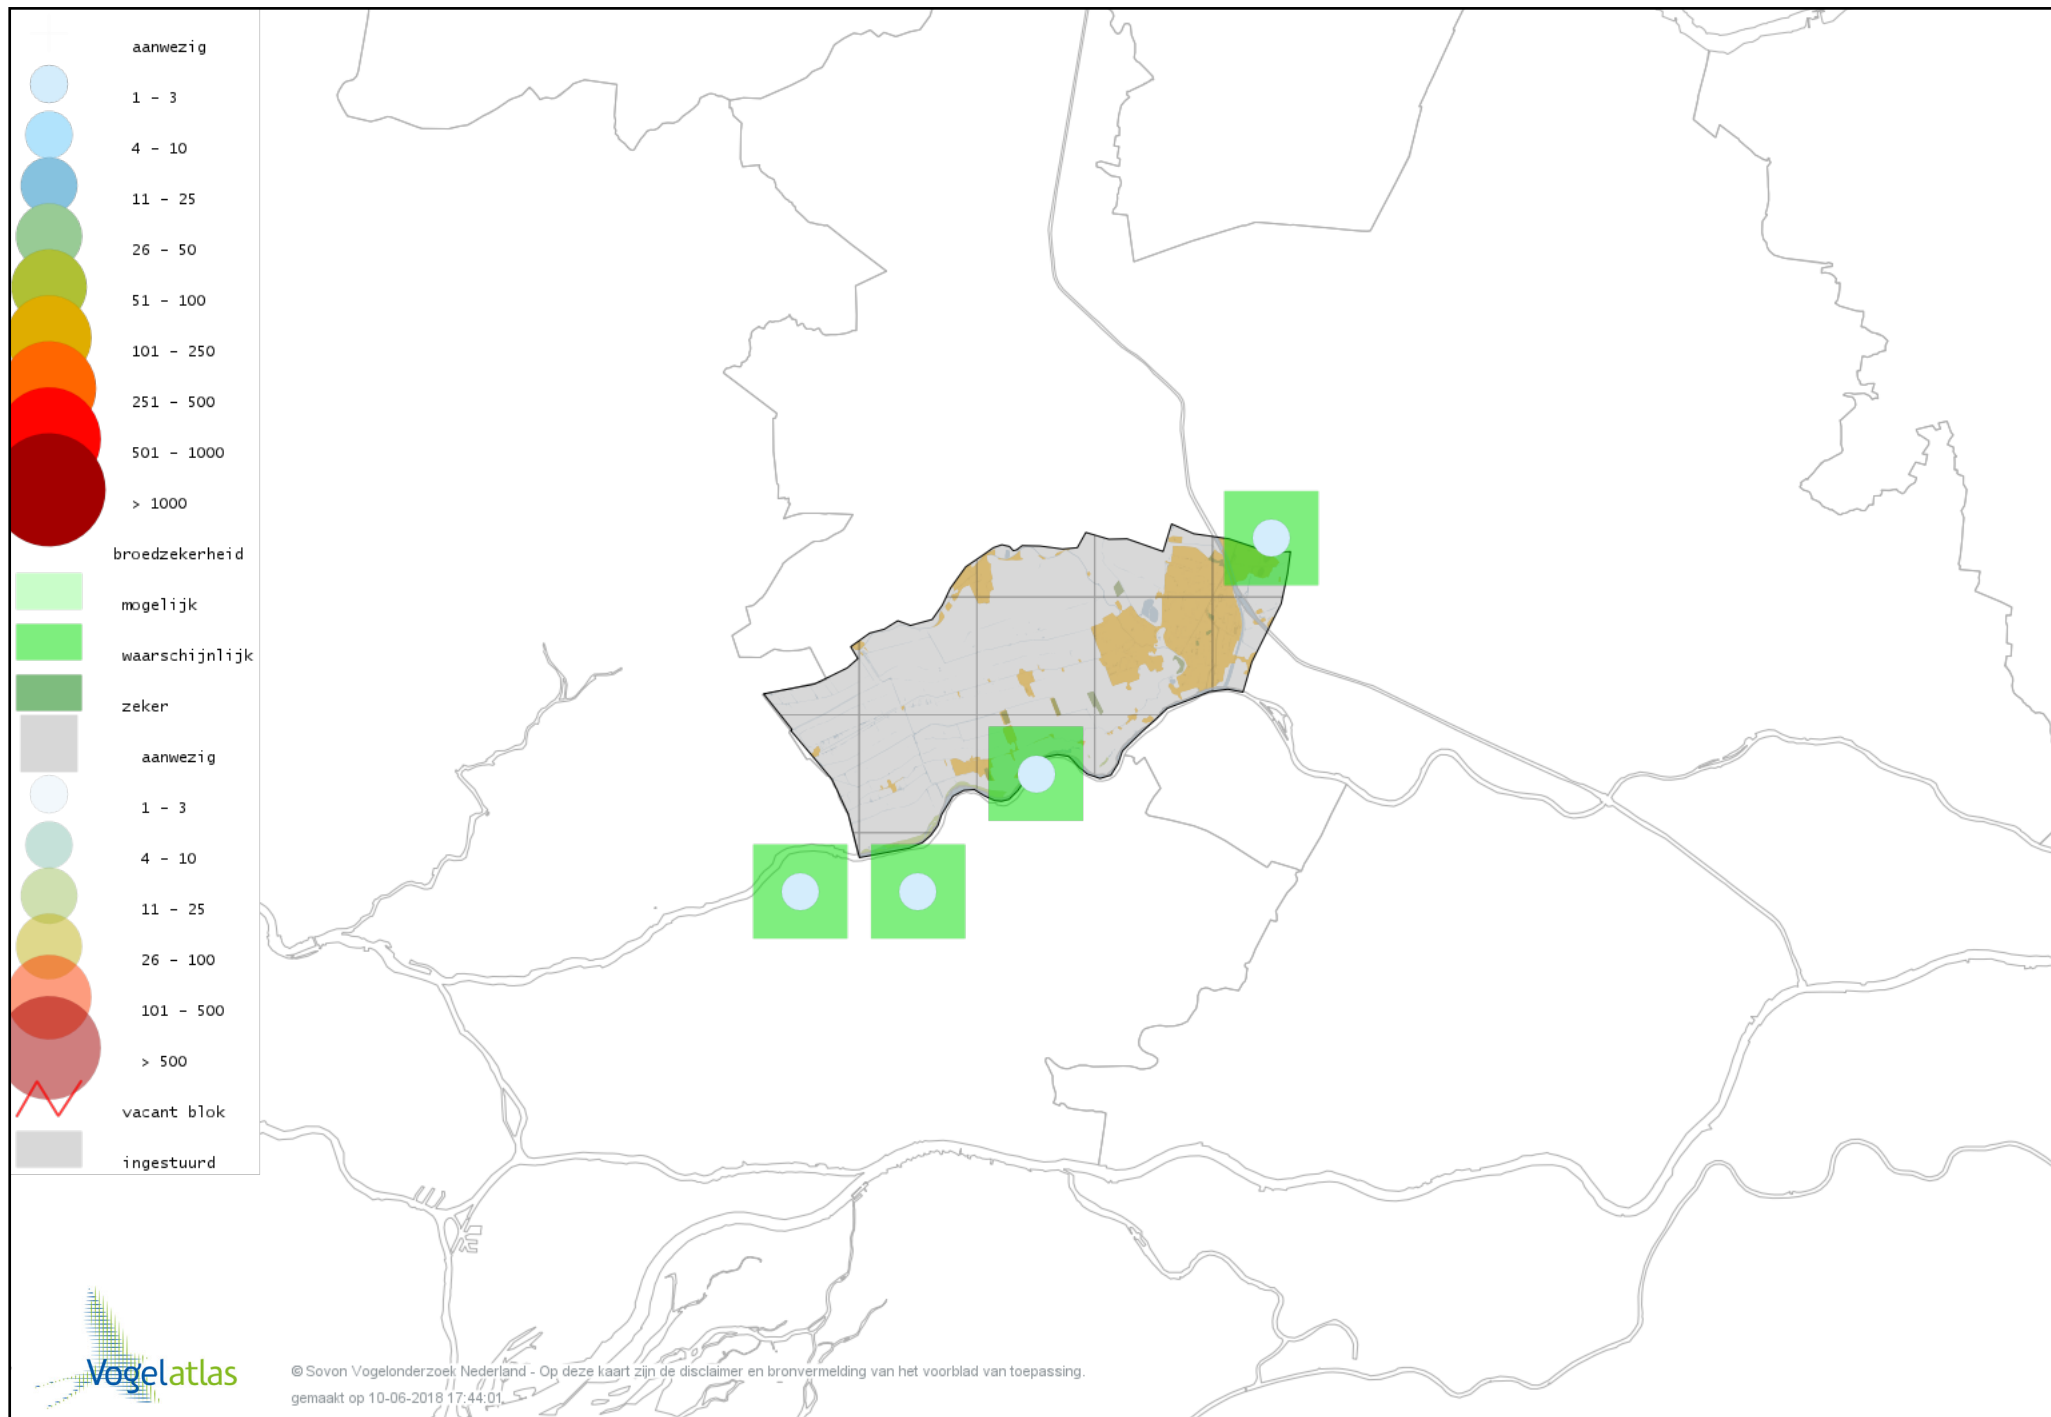 aanwezig
1 - 3
4 - 10
11 - 25
26 - 50
51 - 100
101 - 250
251 - 500
501 - 1000
> 1000
broedzekerheid
mogelijk
waarschijnlijk
zeker
aanwezig
1 - 3
4 - 10
11 - 25
26 - 100
101 - 500
> 500
vacant blok
ingestuurd
Vogelatlas
© Sovon Vogelonderzoek Nederland - Op deze kaart zijn de disclaimer en bronvermelding van het voorblad van toepassing.
gemaakt op 10-06-2018 17:44:01